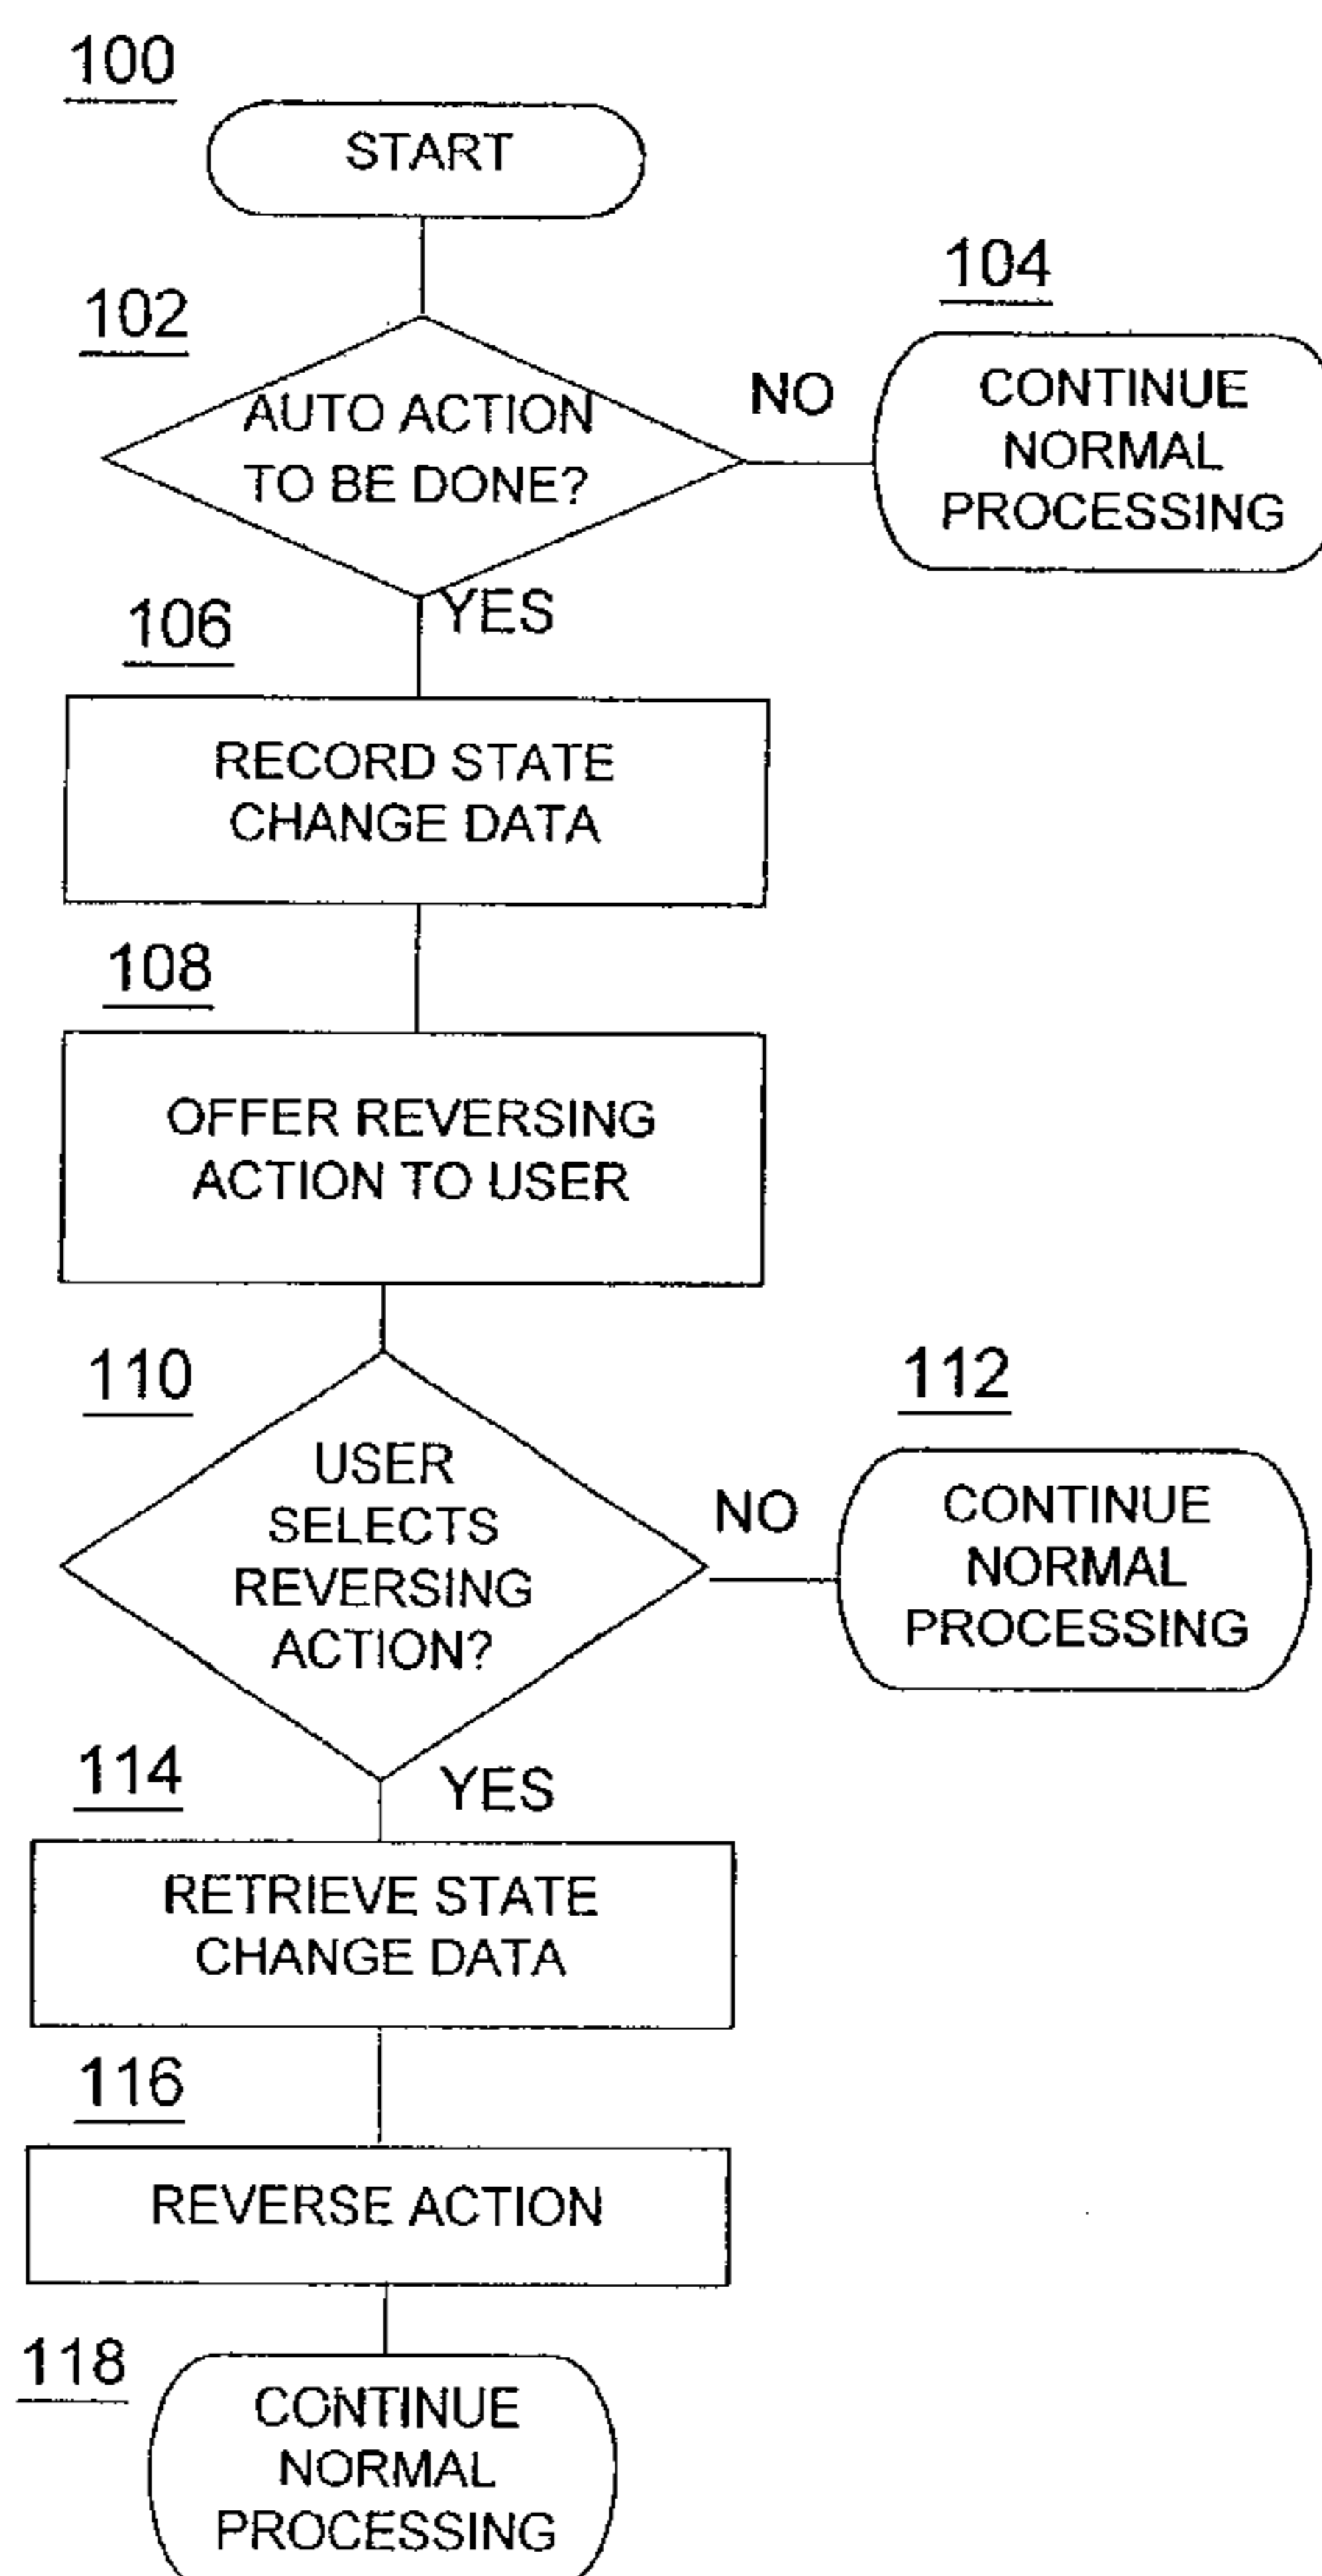 100
START
102
104
AUTO ACTION
TO BE DONE?
NO
CONTINUE
NORMAL
PROCESSING
YES
106
RECORD STATE
CHANGE DATA
108
OFFER REVERSING
ACTION TO USER
110
112
USER
SELECTS
REVERSING
ACTION?
NO
CONTINUE
NORMAL
PROCESSING
114
YES
RETRIEVE STATE
CHANGE DATA
116
REVERSE ACTION
118
CONTINUE
NORMAL
PROCESSING